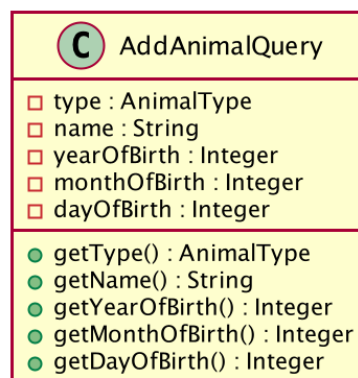 C AddAnimalQuery
type : AnimalType
name : String
yearOfBirth : Integer
monthOfBirth : Integer
dayOfBirth : Integer
getType() : AnimalType
getName() : String
getYearOfBirth() : Integer
getMonthOfBirth() : Integer
getDayOfBirth() : Integer